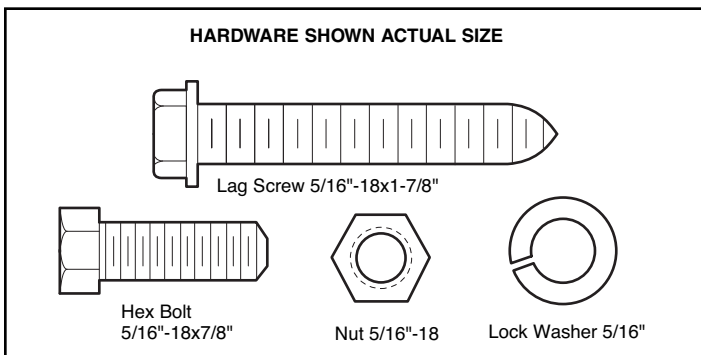 HARDWARE SHOWN ACTUAL SIZE
Lag Screw 5/16"-18x1-7/8"
Hex Bolt
5/16"-18x7/8"
Nut 5/16"-18
Lock Washer 5/16"